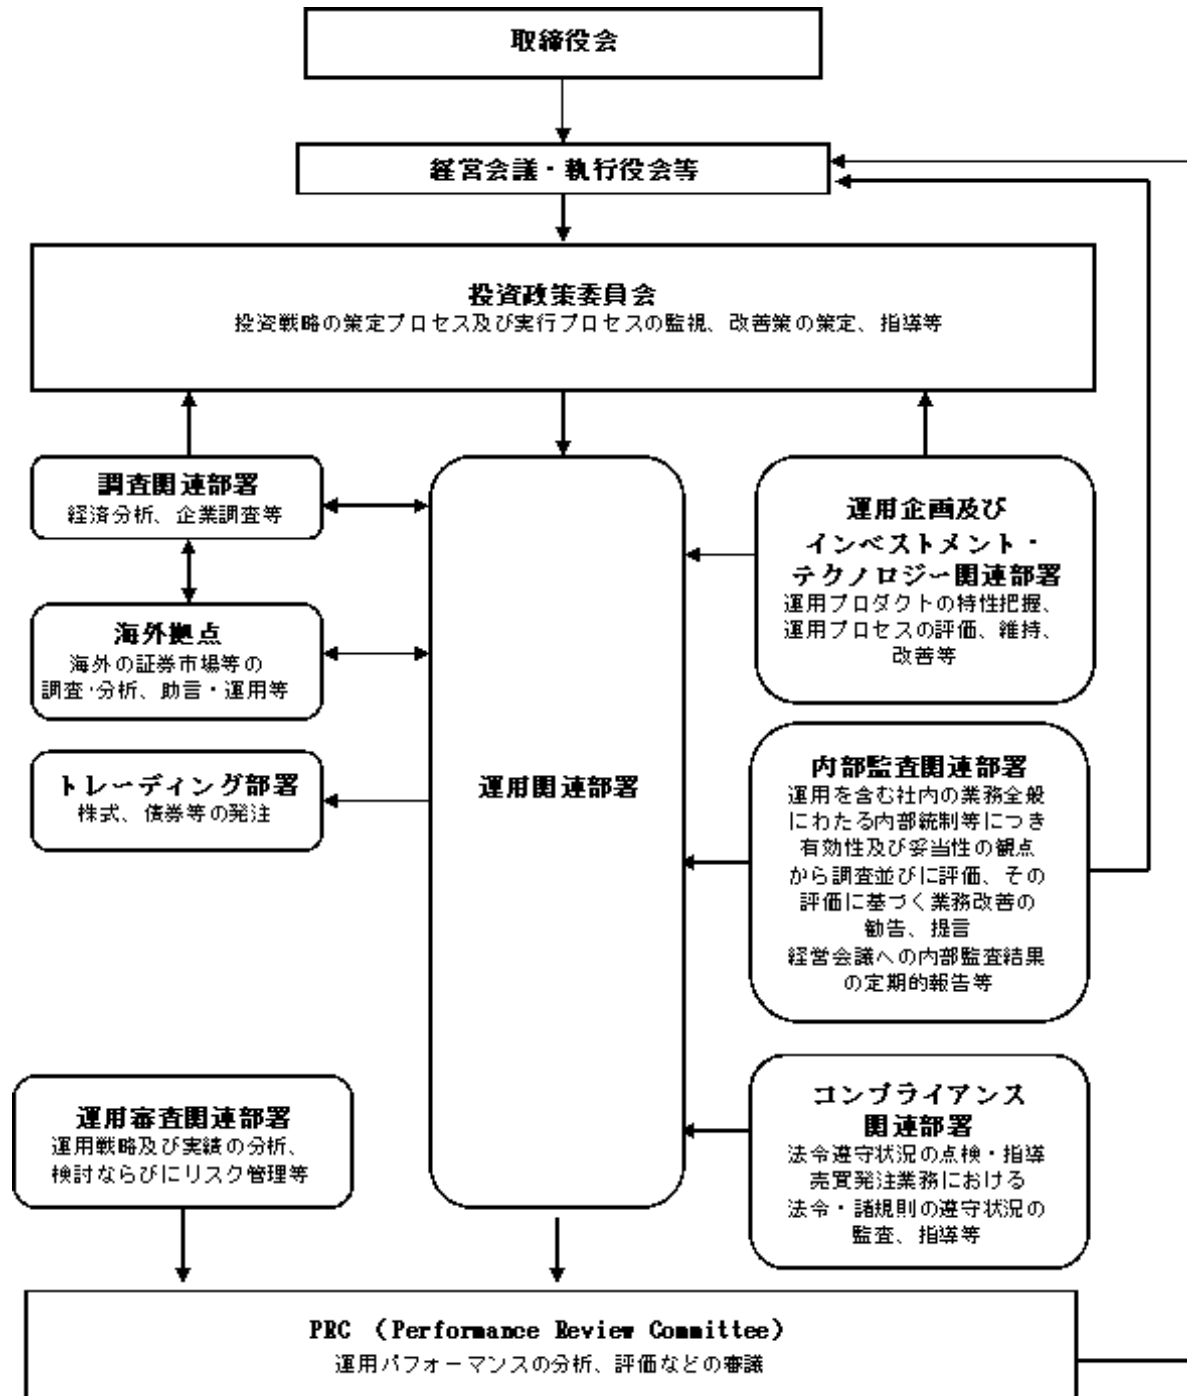 取締役会
経営会議・執行役会等
投資政策委員会
投資戦略の策定プロセス及び実行プロセスの監視、改善策の策定、指導等
調査関連部署
経済分析、企業調査等
海外拠点
海外の証券市場等の
調査・分析、助言・運用等
トレーディング部署
株式、債券等の発注
運用関連部署
運用企画及び
インベストメント・
テクノロジー関連部署
運用プロダクトの特性把握、
運用プロセスの評価、維持、
改善等
内部監査関連部署
運用を含む社内の業務全般
にわたる内部統制等につき
有効性及び妥当性の観点
から調査並びに評価、その
評価に基づく業務改善の
勧告、提言
経営会議への内部監査結果
の定期的報告等
運用審査関連部署
運用戦略及び実績の分析、
検討ならびにリスク管理等
コンプライアンス
関連部署
法令遵守状況の点検・指導
売買発注業務における
法令・諸規則の遵守状況の
監査、指導等
PRC （Performance Review Committee）
運用パフォーマンスの分析、評価などの審議